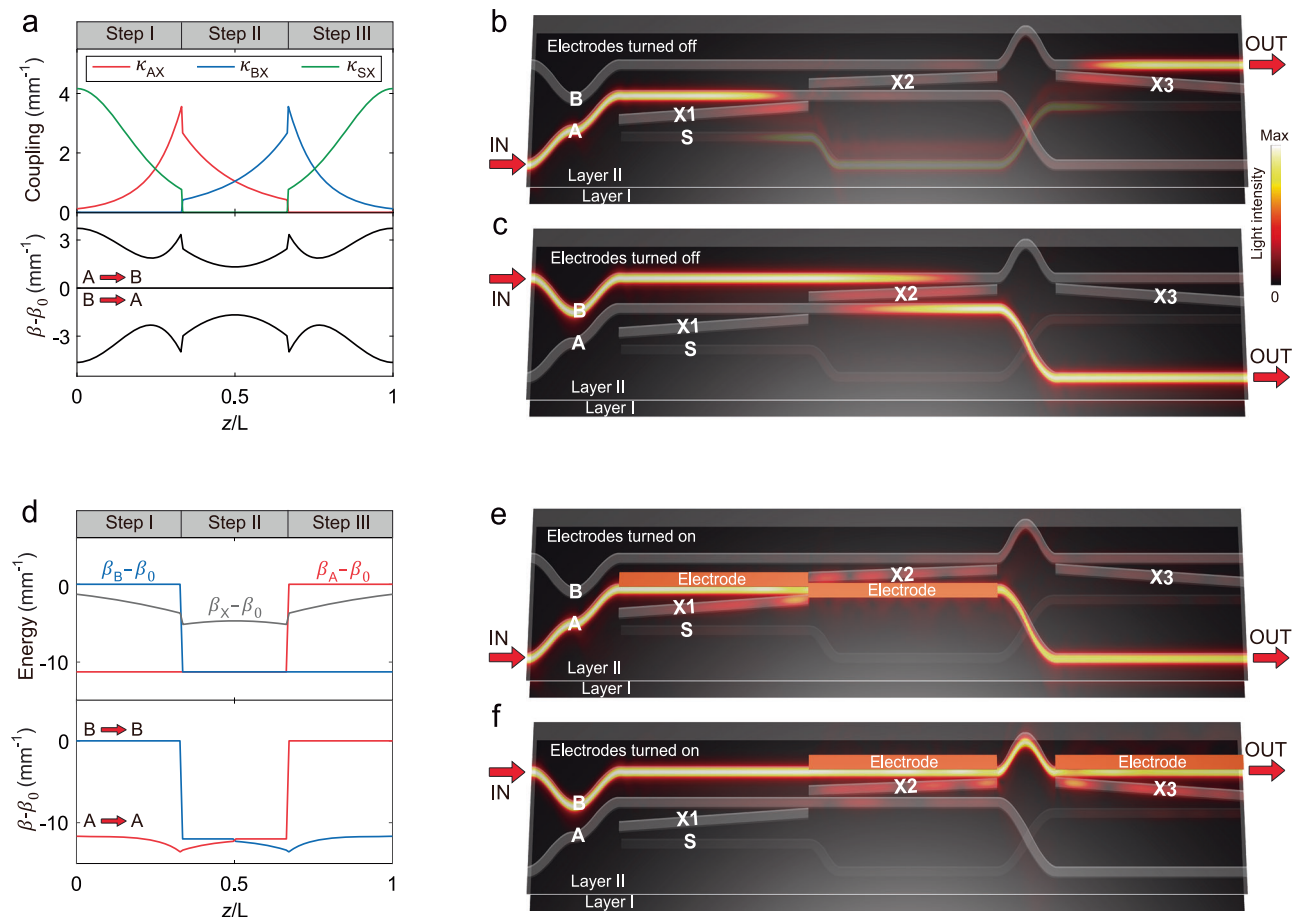 a
Step I Step II Step III
κAX κBX κSX
Coupling (mm⁻¹)
4
2
0
β-β0 (mm⁻¹)
3
0
-3
A B
B A
0 0.5 1
z/L
b
Electrodes turned off
OUT
B
A
X1
X2
X3
S
IN
Layer II
Layer I
Max
Light intensity
0
c
Electrodes turned off
IN
B
A
X1
X2
X3
S
OUT
Layer II
Layer I
d
Step I Step II Step III
Energy (mm⁻¹)
0
-10
βB−β0
βA−β0
βX−β0
β-β0 (mm⁻¹)
0
-10
B B
A A
0 0.5 1
z/L
e
Electrodes turned on
Electrode
Electrode
B
A
X1
X2
X3
S
IN
OUT
Layer II
Layer I
f
Electrodes turned on
Electrode
Electrode
OUT
IN
B
A
X1
X2
X3
S
Layer II
Layer I